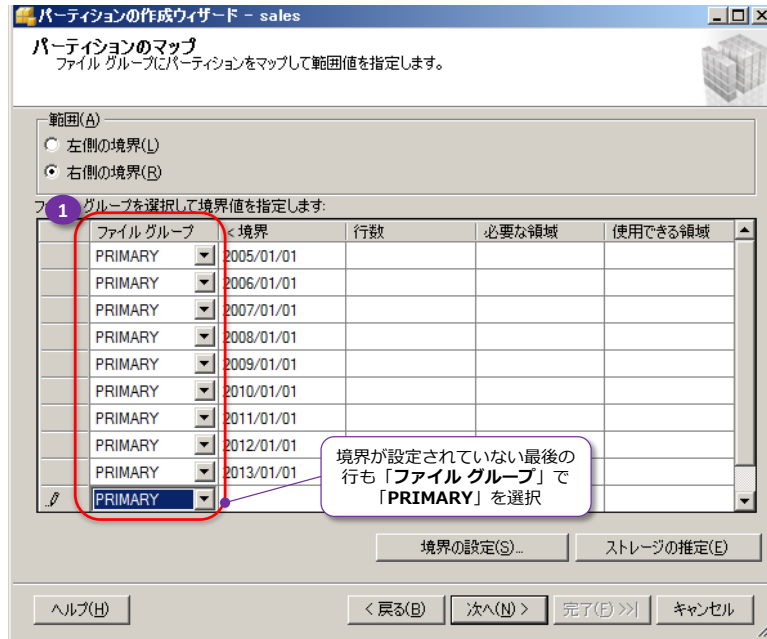 パーティションの作成ウィザード - sales
パーティションのマップ
ファイル グループにパーティションをマップして範囲値を指定します。
範囲(A)
左側の境界(L)
右側の境界(R)
グループを選択して境界値を指定します:
1
ファイル グループ < 境界 行数 必要な領域 使用できる領域
PRIMARY 2005/01/01
PRIMARY 2006/01/01
PRIMARY 2007/01/01
PRIMARY 2008/01/01
PRIMARY 2009/01/01
PRIMARY 2010/01/01
PRIMARY 2011/01/01
PRIMARY 2012/01/01
PRIMARY 2013/01/01
PRIMARY
境界が設定されていない最後の
行も「ファイル グループ」で
「PRIMARY」を選択
境界の設定(S)... ストレージの推定(E)
ヘルプ(H) < 戻る(B) 次へ(N) > 完了(F) >>| キャンセル